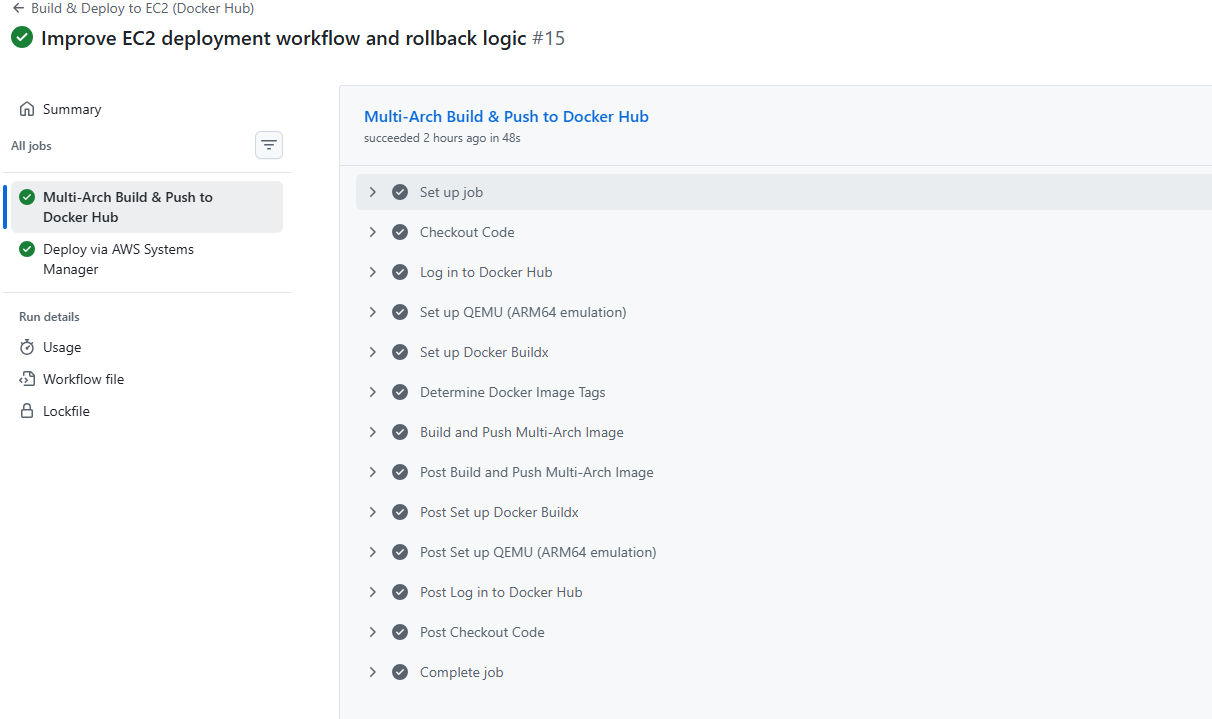 Build & Deploy to EC2 (Docker Hub)
Improve EC2 deployment workflow and rollback logic #15
Summary
All jobs
Multi-Arch Build & Push to
Docker Hub
Deploy via AWS Systems
Manager
Run details
Usage
Workflow file
Lockfile
Multi-Arch Build & Push to Docker Hub
succeeded 2 hours ago in 48s
Set up job
Checkout Code
Log in to Docker Hub
Set up QEMU (ARM64 emulation)
Set up Docker Buildx
Determine Docker Image Tags
Build and Push Multi-Arch Image
Post Build and Push Multi-Arch Image
Post Set up Docker Buildx
Post Set up QEMU (ARM64 emulation)
Post Log in to Docker Hub
Post Checkout Code
Complete job